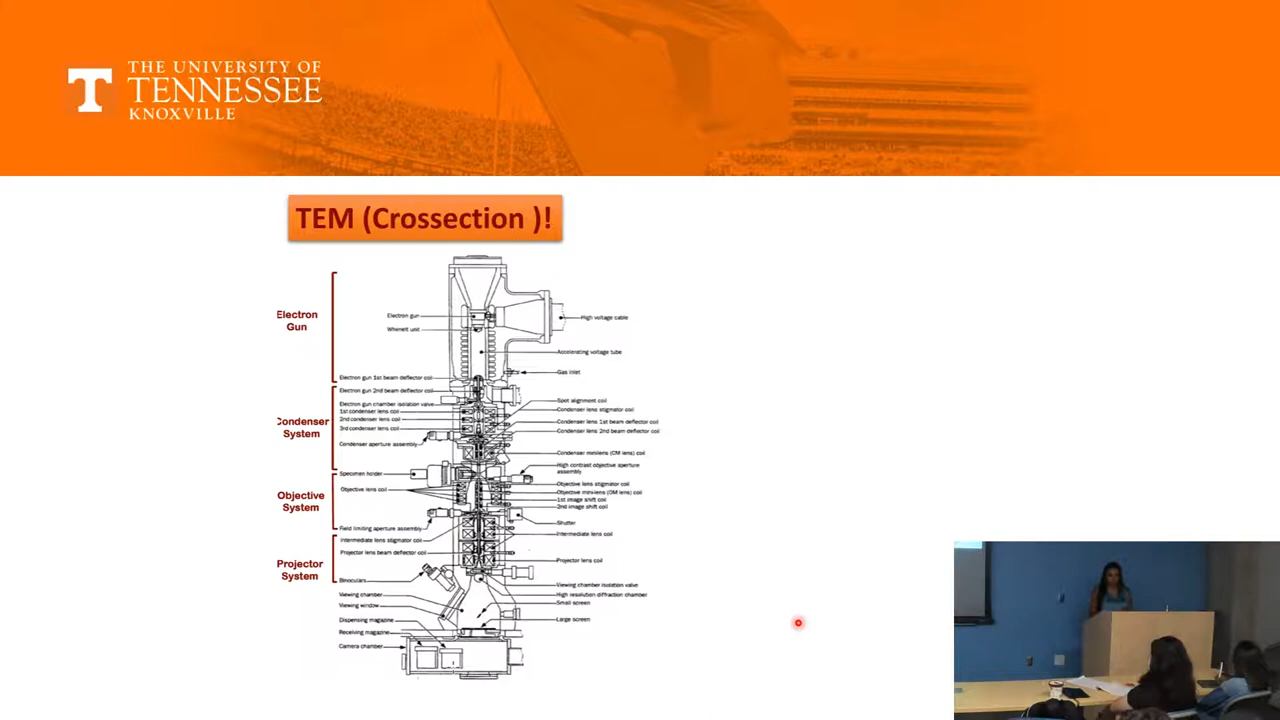 THE UNIVERSITY OF
TENNESSEE
KNOXVILLE
T
TEM (Crossection )!
Electron
Gun
Condenser
System
Objective
System
Projector
System
Electron gun
Whenelt unit
Electron gun 1st beam deflector coil
Electron gun 2nd beam deflector coil
Electron gun chamber isolation valve
1st condenser lens coil
2nd condenser lens coil
3rd condenser lens coil
Condenser aperture assembly
Specimen holder
Objective lens coil
Field limiting aperture assembly
Intermediate lens stigmator coil
Projector lens beam deflector coil
Binoculars
Viewing chamber
Viewing window
Dispensing magazine
Receiving magazine
Camera chamber
High voltage cable
Accelerating voltage tube
Gas inlet
Spot alignment coil
Condenser lens stigmator coil
Condenser lens 1st beam deflector coil
Condenser lens 2nd beam deflector coil
Condenser minilens (CM lens) coil
High contrast objective aperture
assembly
Objective lens stigmator coil
Objective minilens (OM lens) coil
1st image shift coil
2nd image shift coil
Shutter
Intermediate lens coil
Projector lens coil
Viewing chamber isolation valve
High resolution diffraction chamber
Small screen
Large screen